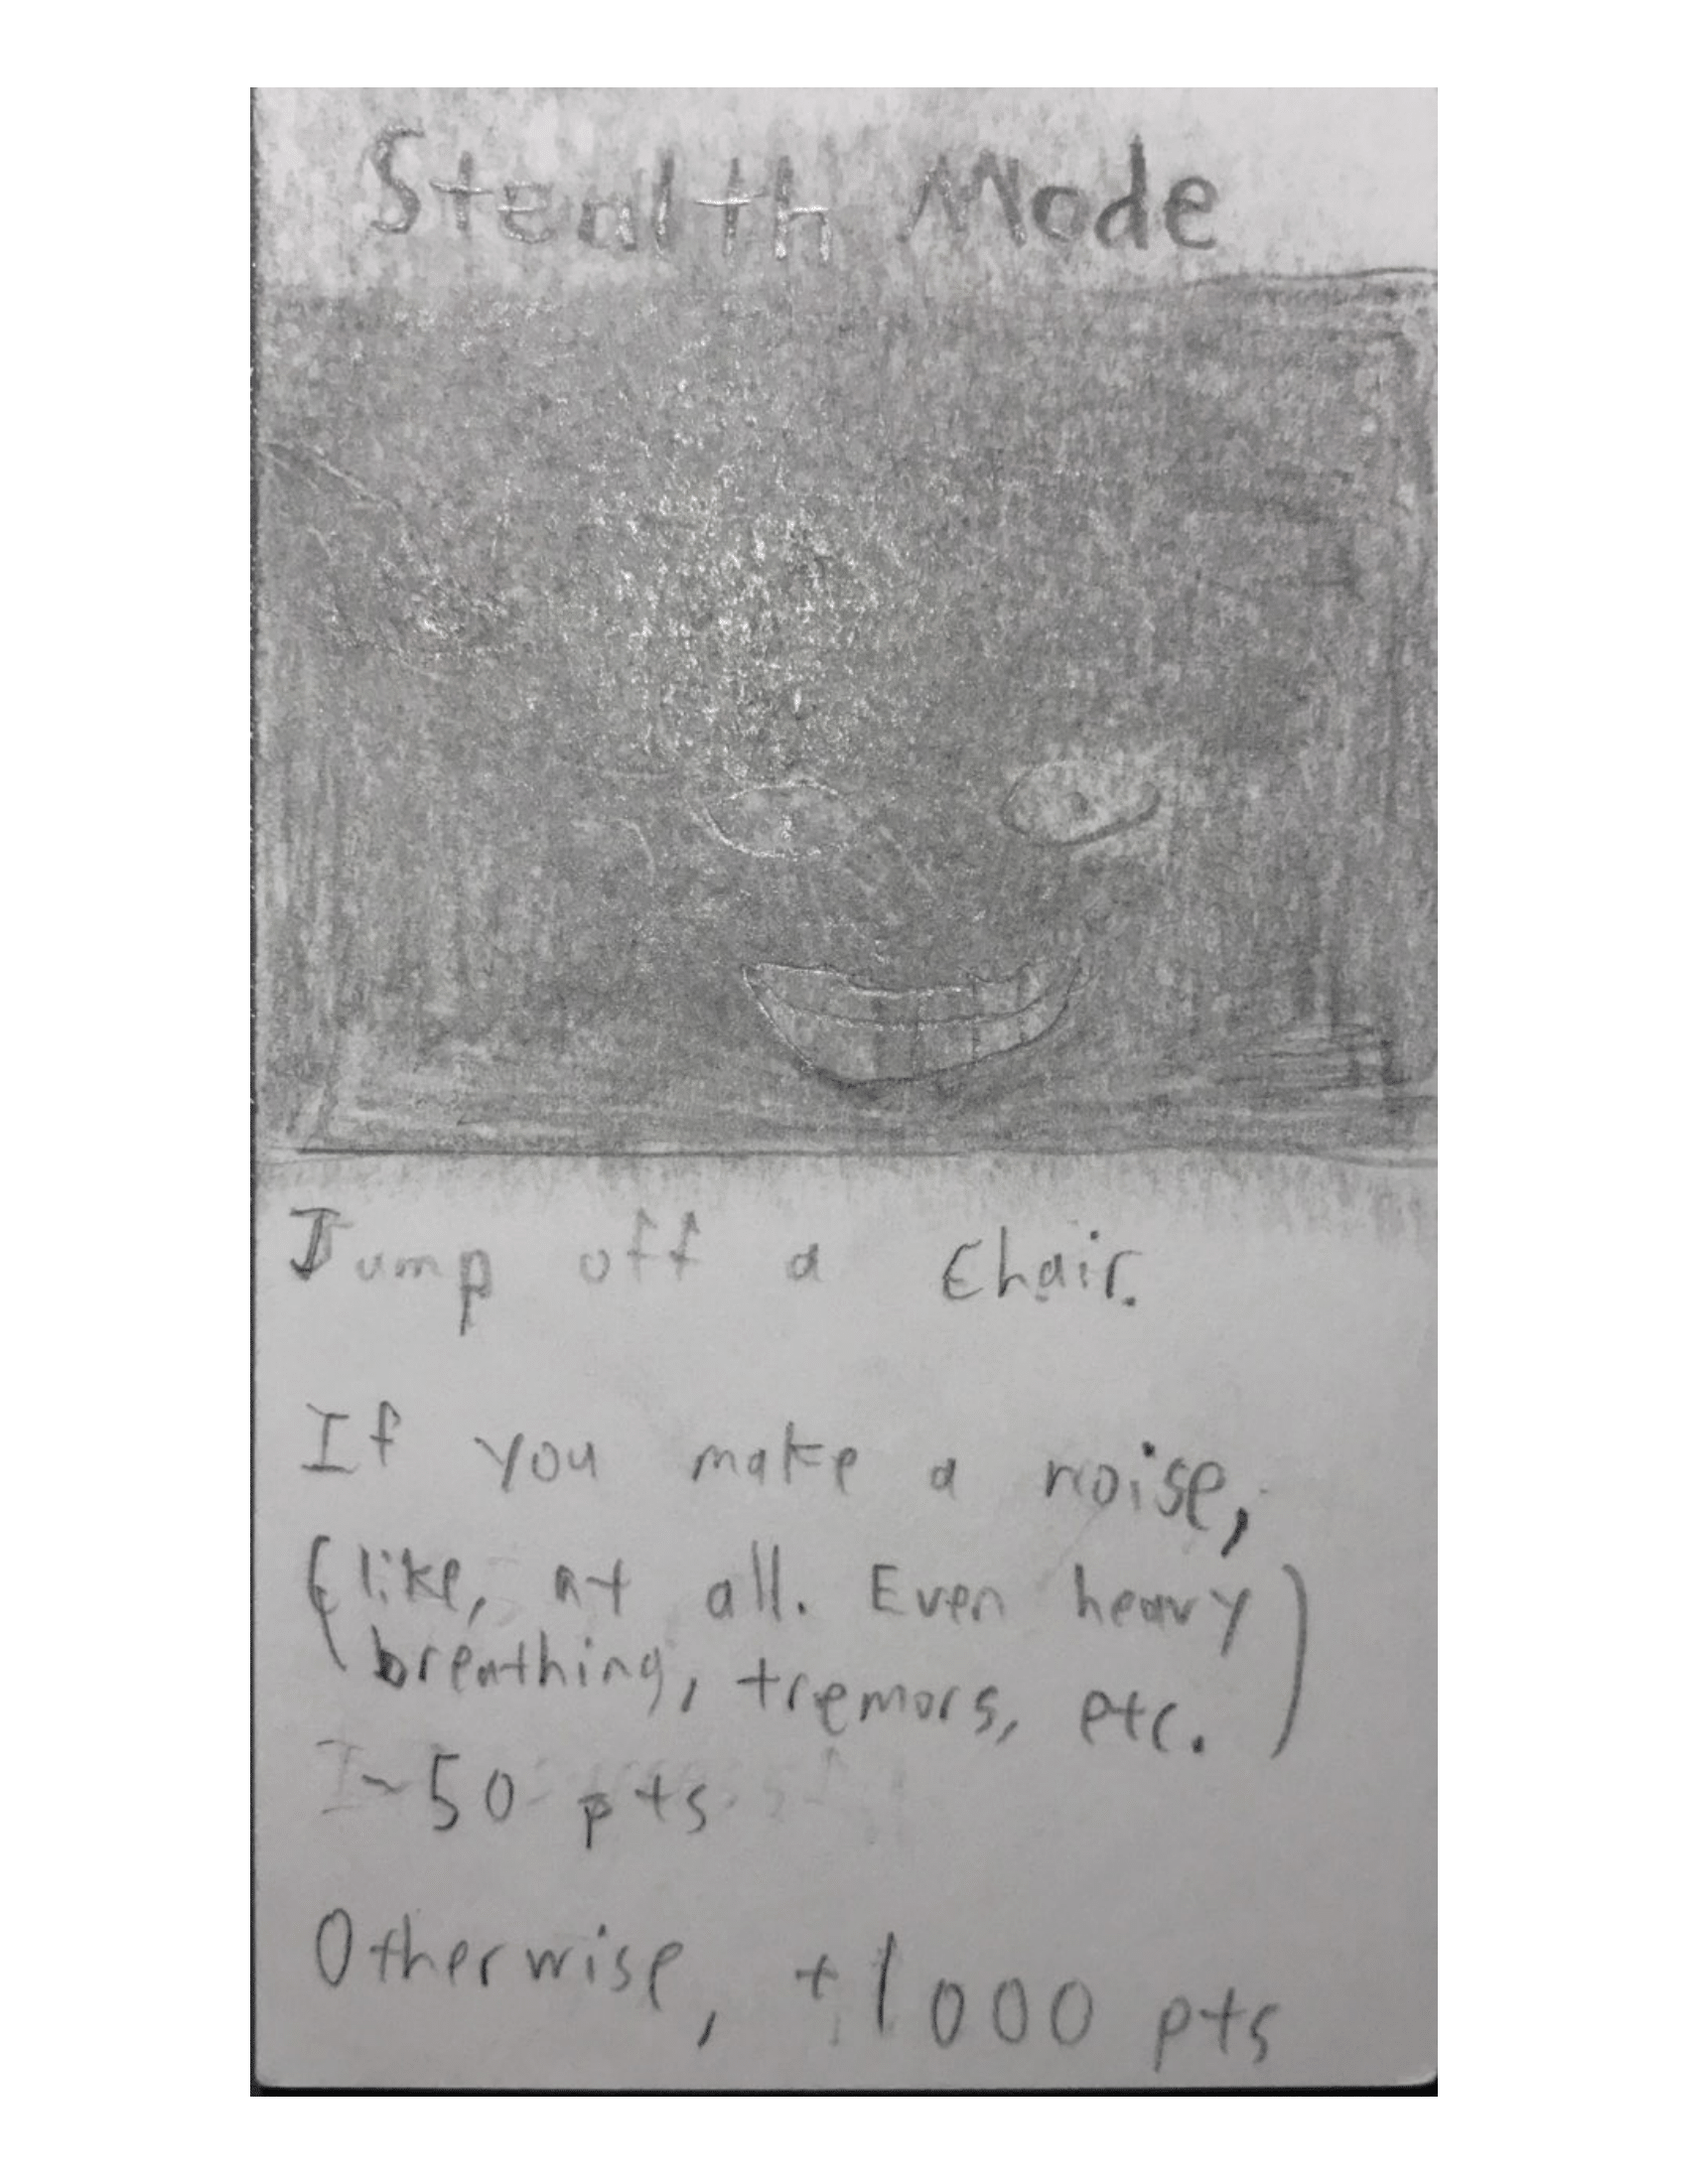 Stealth Mode
Jump off a Chair.
If you make a noise,
(like, at all. Even heavy
breathing, tremors, etc.)
-50 pts
Otherwise, +1000 pts